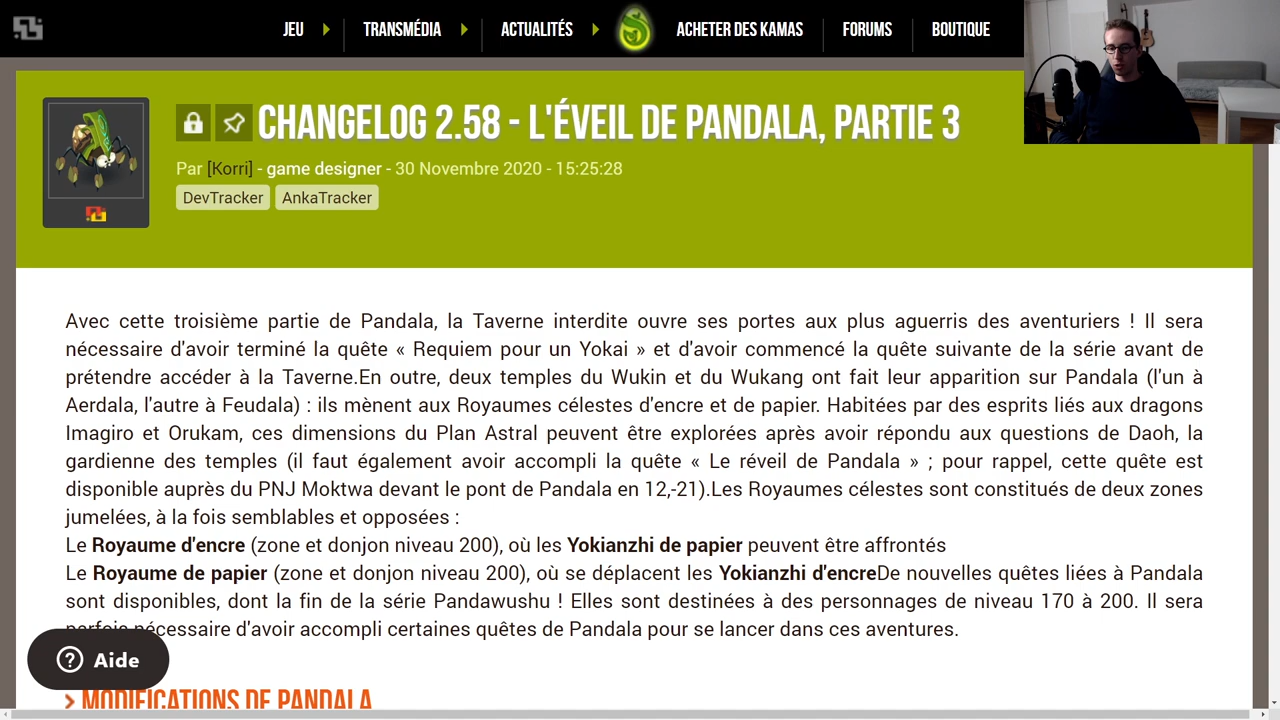 JEU
TRANSMÉDIA
ACTUALITÉS
ACHETER DES KAMAS
FORUMS
BOUTIQUE
CHANGELOG 2.58 - L'ÉVEIL DE PANDALA, PARTIE 3
Par [Korri] - game designer - 30 Novembre 2020 - 15:25:28
DevTracker AnkaTracker
Avec cette troisième partie de Pandala, la Taverne interdite ouvre ses portes aux plus aguerris des aventuriers ! Il sera
nécessaire d'avoir terminé la quête « Requiem pour un Yokai » et d'avoir commencé la quête suivante de la série avant de
prétendre accéder à la Taverne.En outre, deux temples du Wukin et du Wukang ont fait leur apparition sur Pandala (l'un à
Aerdala, l'autre à Feudala) : ils mènent aux Royaumes célestes d'encre et de papier. Habitées par des esprits liés aux dragons
Imagiro et Orukam, ces dimensions du Plan Astral peuvent être explorées après avoir répondu aux questions de Daoh, la
gardienne des temples (il faut également avoir accompli la quête « Le réveil de Pandala » ; pour rappel, cette quête est
disponible auprès du PNJ Moktwa devant le pont de Pandala en 12,-21).Les Royaumes célestes sont constitués de deux zones
jumelées, à la fois semblables et opposées :
Le Royaume d'encre (zone et donjon niveau 200), où les Yokianzhi de papier peuvent être affrontés
Le Royaume de papier (zone et donjon niveau 200), où se déplacent les Yokianzhi d'encreDe nouvelles quêtes liées à Pandala
sont disponibles, dont la fin de la série Pandawushu ! Elles sont destinées à des personnages de niveau 170 à 200. Il sera
parfois nécessaire d'avoir accompli certaines quêtes de Pandala pour se lancer dans ces aventures.
Aide
MODIFICATIONS DE PANDALA